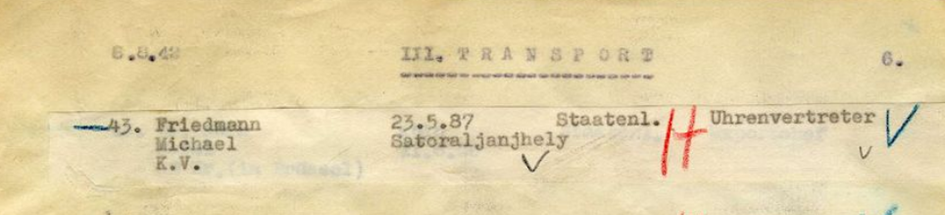 6.8.42 III. TRANSPORT 6.
43. Friedmann 23.5.87 Staatenl. H Uhrenvertreter
Michael Satoraljanjhely
K.V.